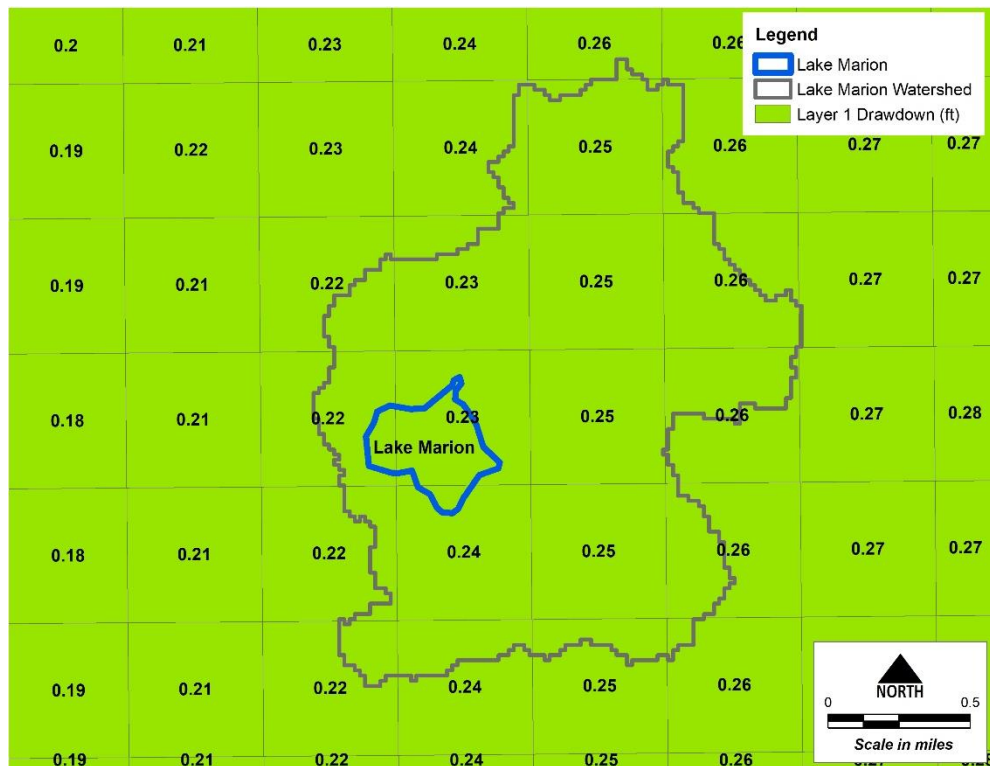 0.2 0.21 0.23 0.24 0.26 0.26
Legend
Lake Marion
Lake Marion Watershed
Layer 1 Drawdown (ft)
0.19 0.22 0.23 0.24 0.25 0.26 0.27 0.27
0.19 0.21 0.22 0.23 0.25 0.26 0.27 0.27
0.18 0.21 0.22 0.23 0.25 0.26 0.27 0.28
Lake Marion
0.18 0.21 0.22 0.24 0.25 0.26 0.27 0.27
0.19 0.21 0.22 0.24 0.25 0.26
NORTH
0 0.5
Scale in miles
0.19 0.21 0.22 0.24 0.25 0.26